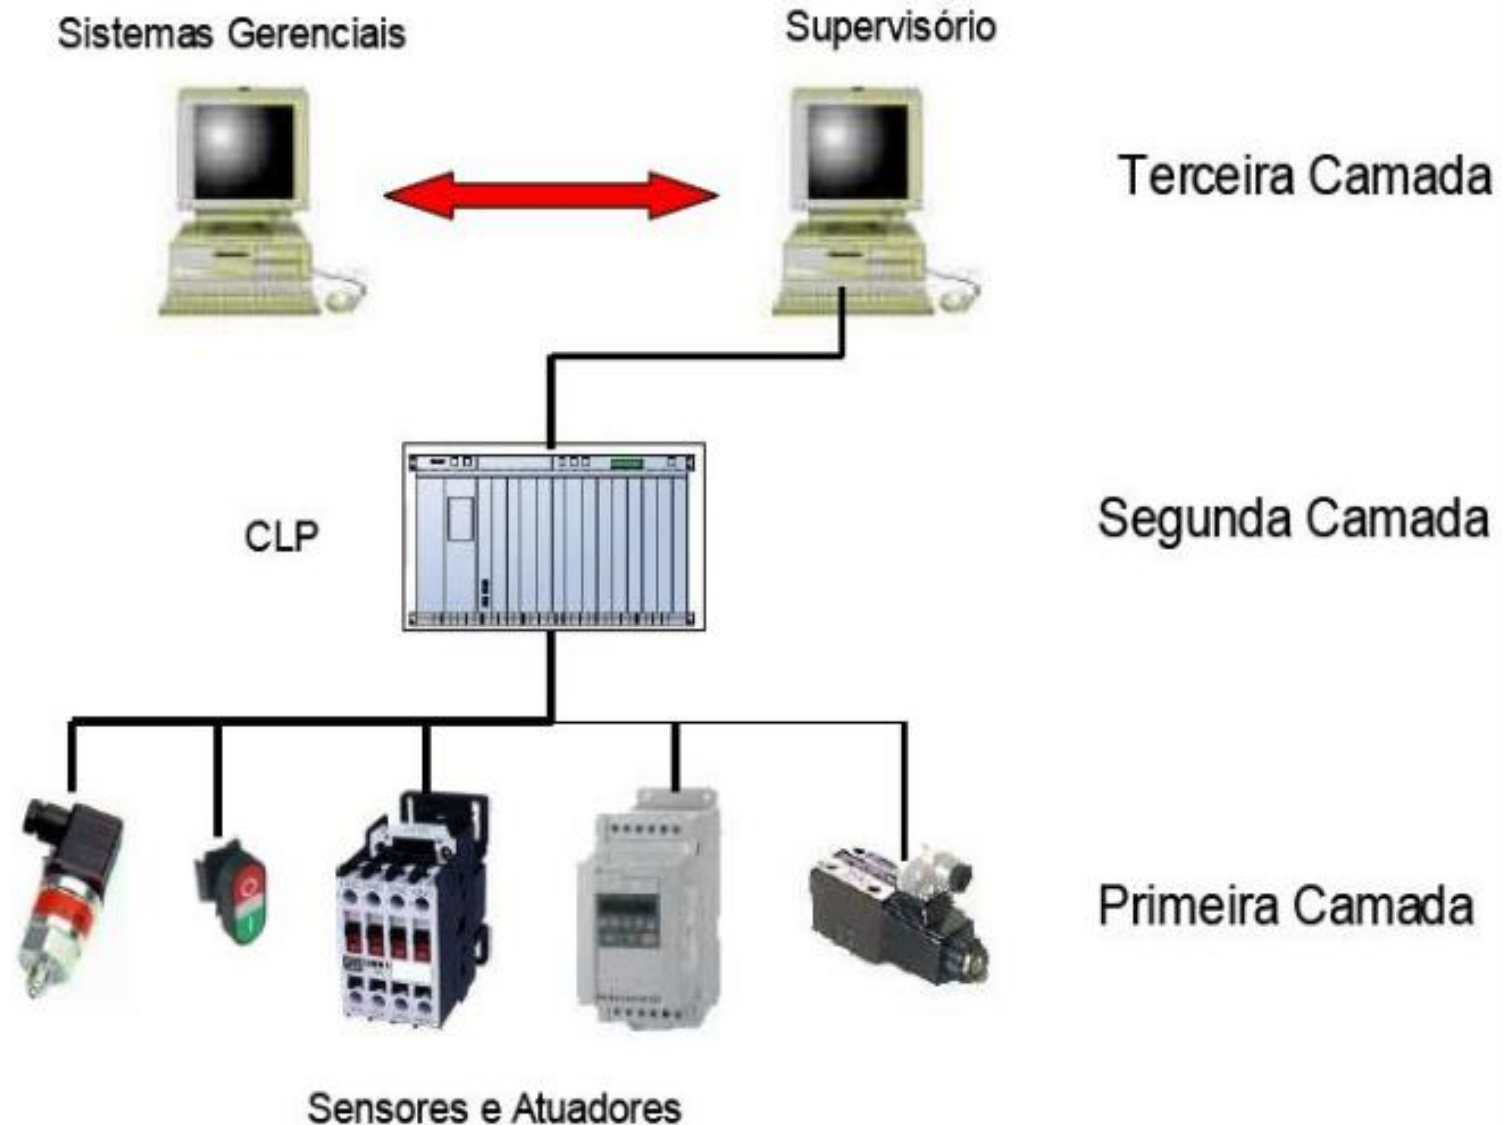 Sistemas Gerenciais
Supervisório
Terceira Camada
CLP
Segunda Camada
Primeira Camada
Sensores e Atuadores